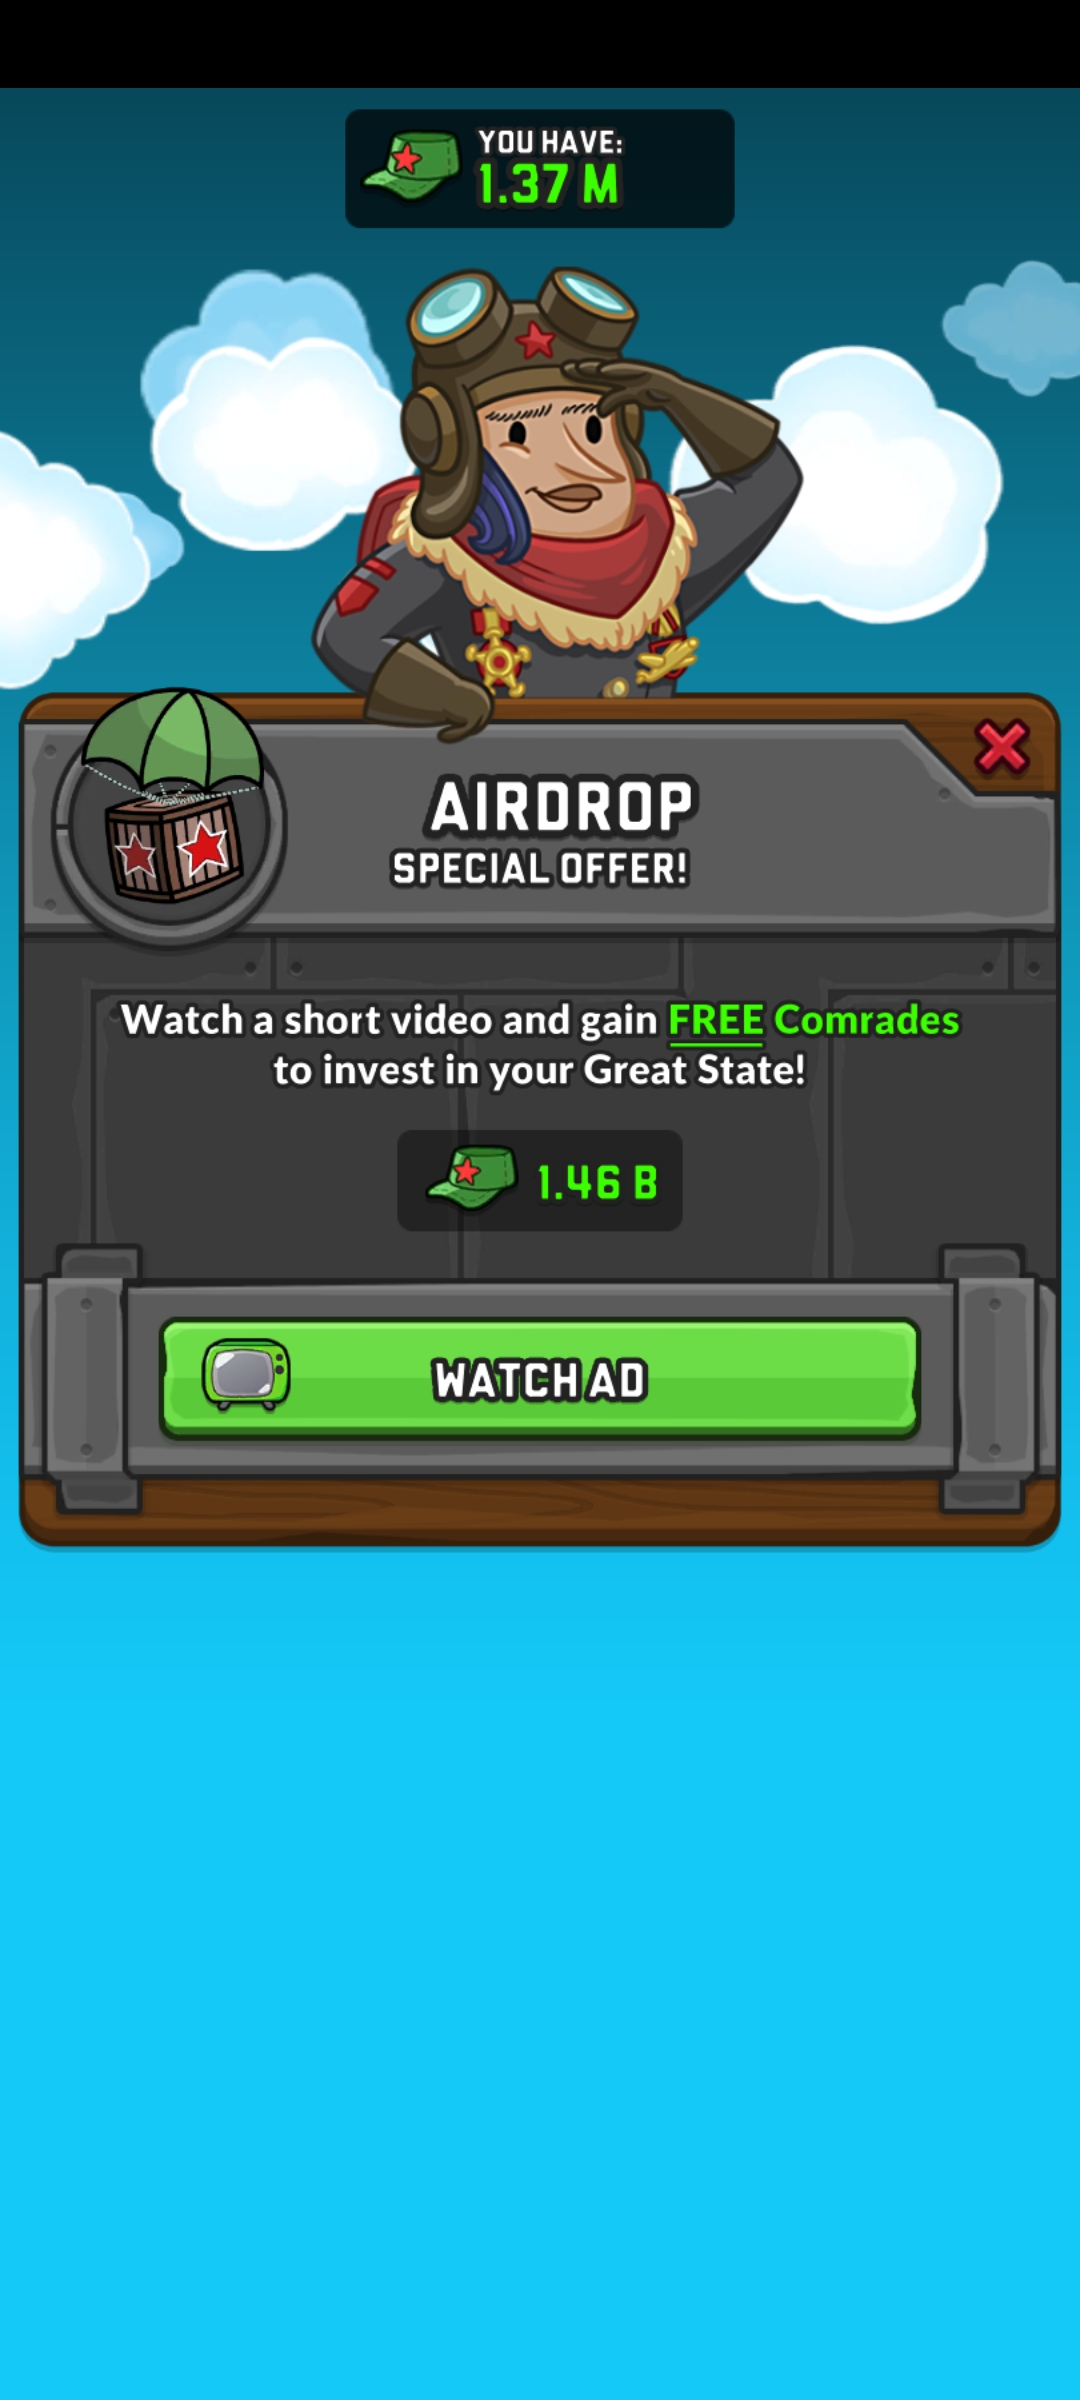 YOU HAVE:
1.37 M
AIRDROP
SPECIAL OFFER!
Watch a short video and gain FREE Comrades
to invest in your Great State!
1.46 B
WATCH AD